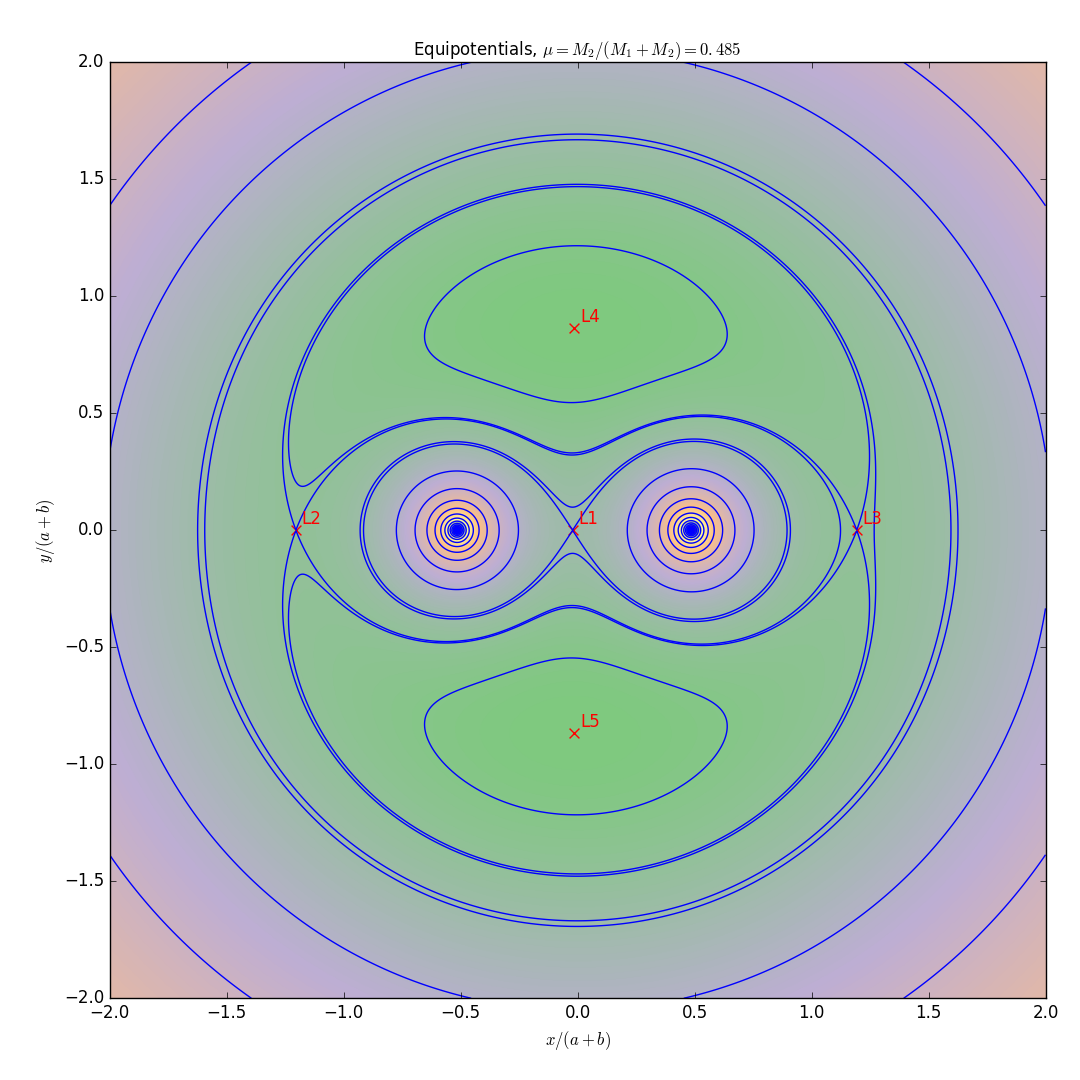 Equipotentials, μ = M₂/(M₁ + M₂) = 0.485
2.0
1.5
1.0
0.5
0.0
−0.5
−1.0
−1.5
−2.0
y/(a + b)
L4
L2
L1
L3
L5
−2.0 −1.5 −1.0 −0.5 0.0 0.5 1.0 1.5 2.0
x/(a + b)